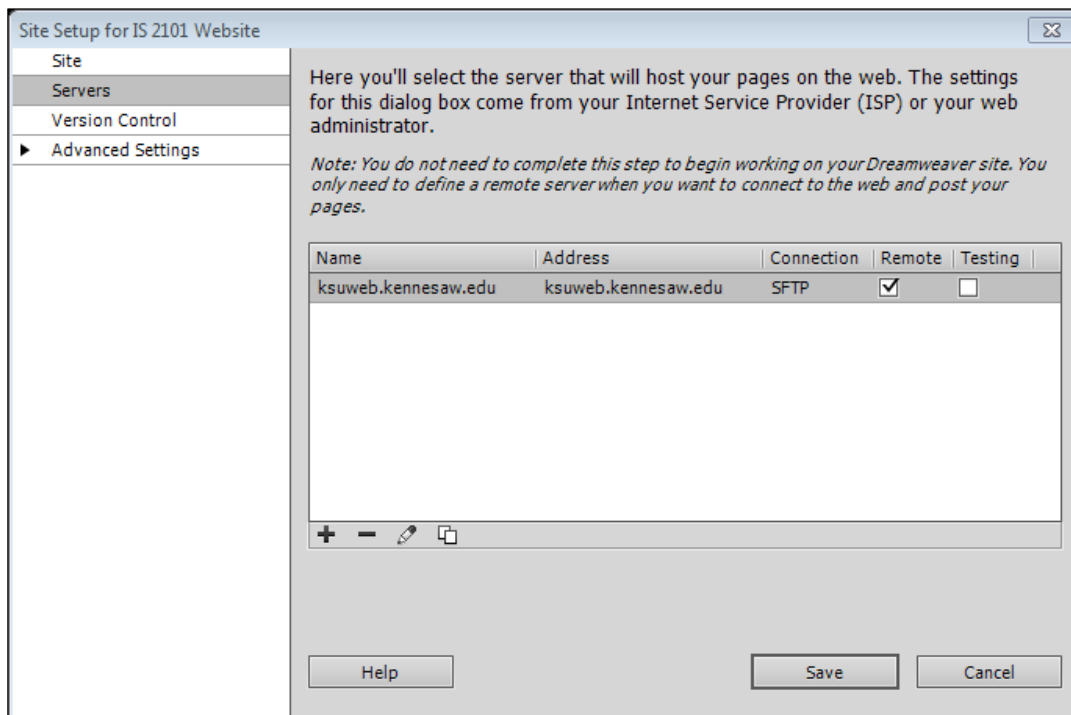 Site Setup for IS 2101 Website
Site
Servers
Version Control
Advanced Settings
Here you'll select the server that will host your pages on the web. The settings
for this dialog box come from your Internet Service Provider (ISP) or your web
administrator.
Note: You do not need to complete this step to begin working on your Dreamweaver site. You
only need to define a remote server when you want to connect to the web and post your
pages.
Name Address Connection Remote Testing
ksuweb.kennesaw.edu ksuweb.kennesaw.edu SFTP
Help Save Cancel